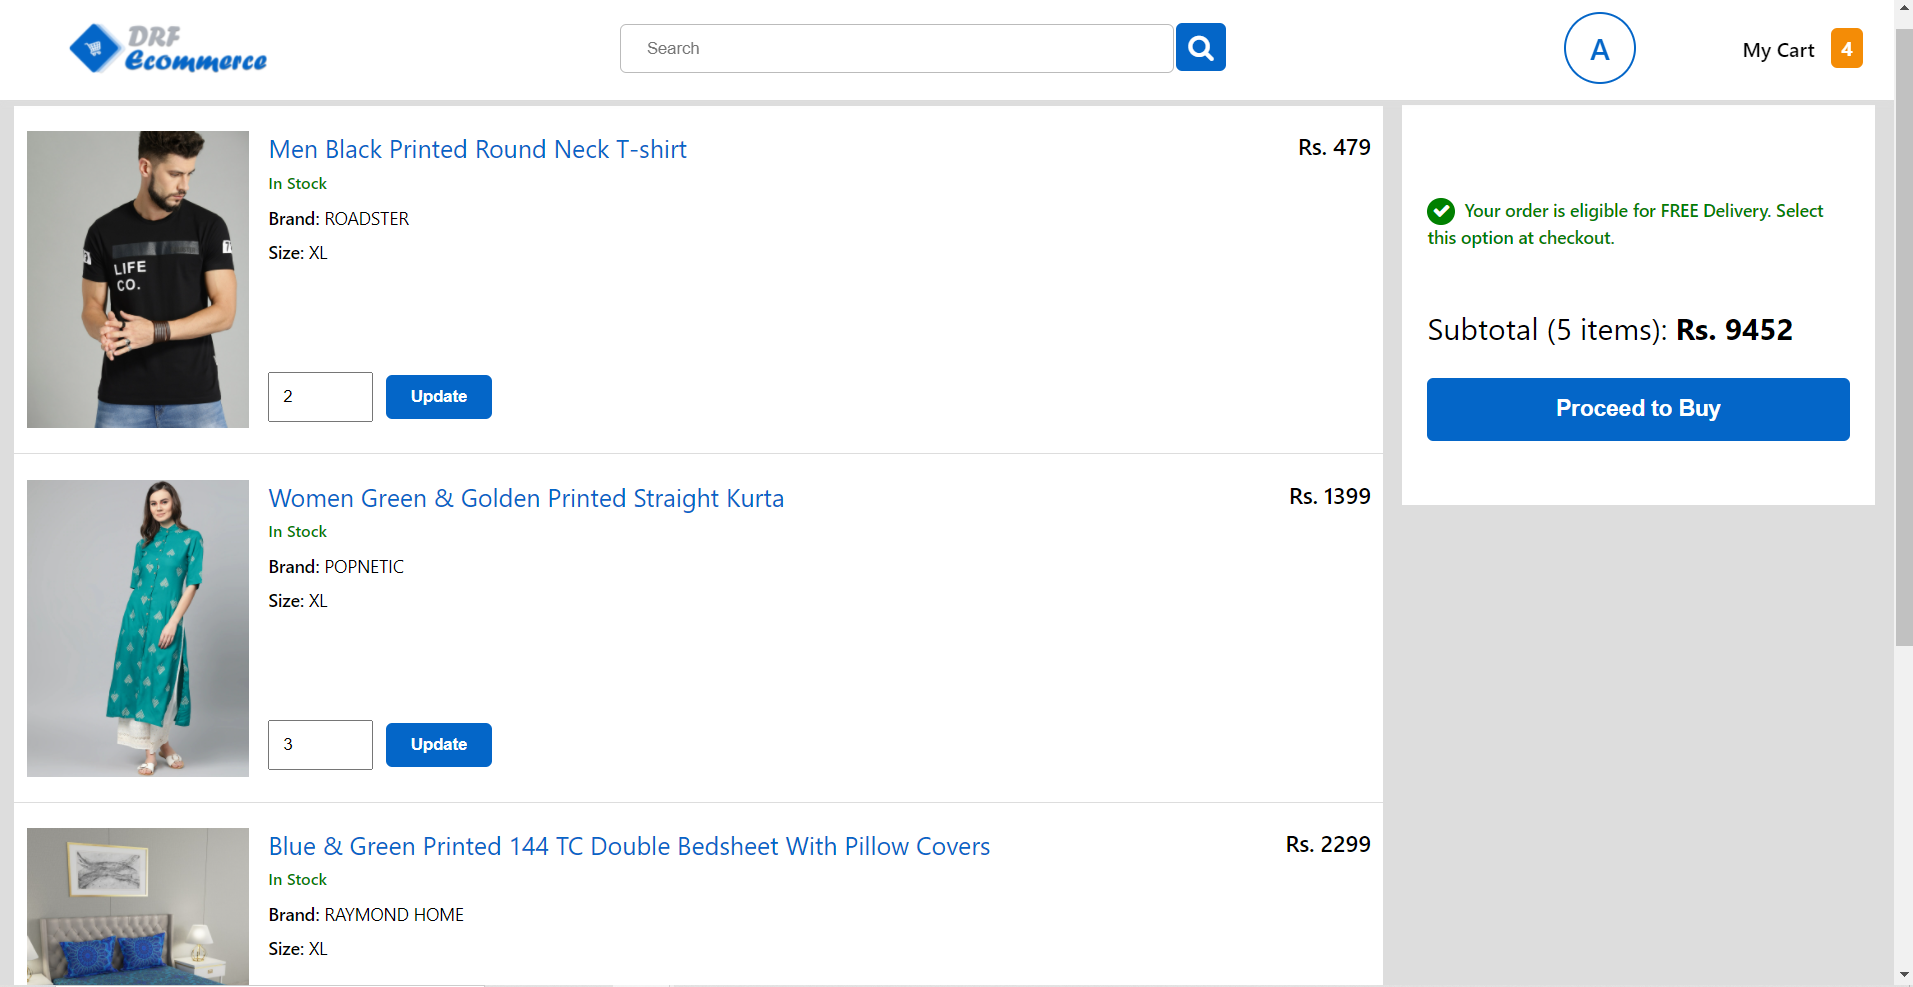 DRF
Ecommerce
Search
A
My Cart 4
Men Black Printed Round Neck T-shirt
Rs. 479
In Stock
Brand: ROADSTER
Size: XL
LIFE
CO.
2
Update
Women Green & Golden Printed Straight Kurta
Rs. 1399
In Stock
Brand: POPNETIC
Size: XL
3
Update
Blue & Green Printed 144 TC Double Bedsheet With Pillow Covers
Rs. 2299
In Stock
Brand: RAYMOND HOME
Size: XL
Your order is eligible for FREE Delivery. Select
this option at checkout.
Subtotal (5 items): Rs. 9452
Proceed to Buy